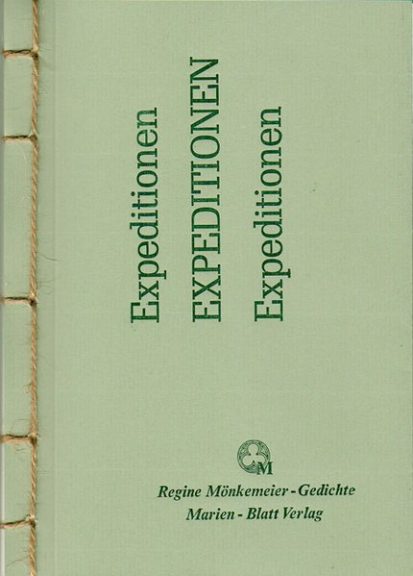 Expeditionen
EXPEDITIONEN
Expeditionen
M
Regine Mönkemeier - Gedichte
Marien - Blatt Verlag